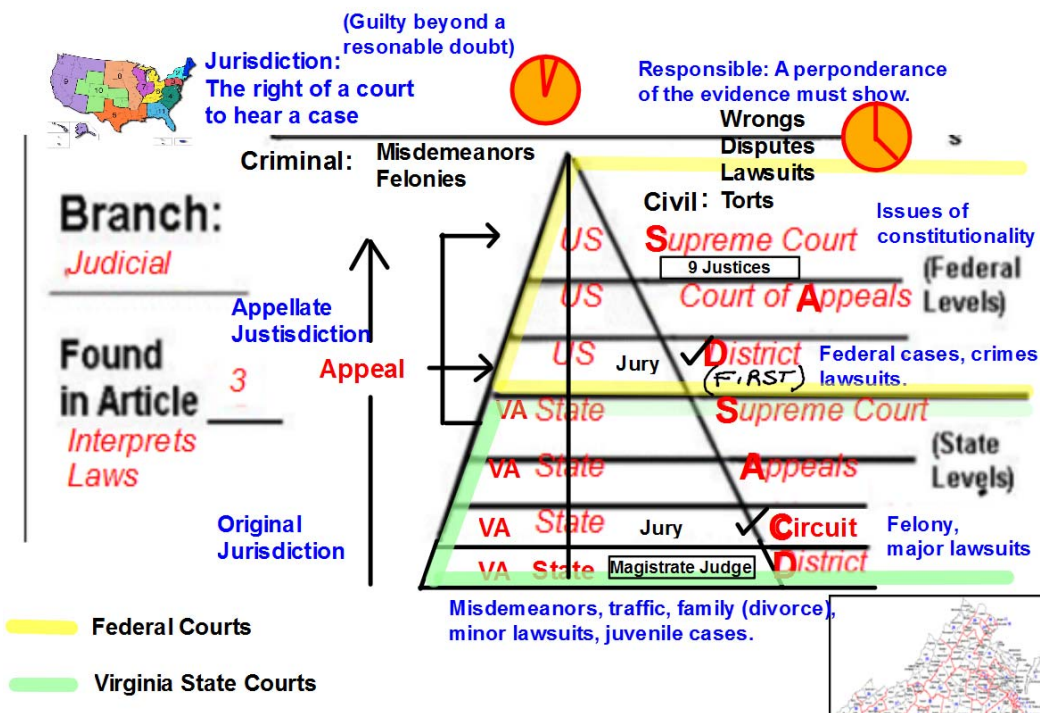 (Guilty beyond a
resonable doubt)
Jurisdiction:
The right of a court
to hear a case
Responsible: A perponderance
of the evidence must show.
Wrongs
Disputes
Lawsuits
Torts
s
Criminal: Misdemeanors
Felonies
Civil:
Branch:
Judicial
Issues of
constitutionality
US Supreme Court
9 Justices
(Federal
Levels)
US Court of Appeals
Appellate
Justisdiction
Appeal
US Jury District
(FIRST)
Federal cases, crimes
lawsuits.
Found
in Article 3
Interprets
Laws
VA State Supreme Court
(State
Levels)
VA State Appeals
Original
Jurisdiction
VA State Jury Circuit
Felony,
major lawsuits
VA State Magistrate Judge District
Misdemeanors, traffic, family (divorce),
minor lawsuits, juvenile cases.
Federal Courts
Virginia State Courts